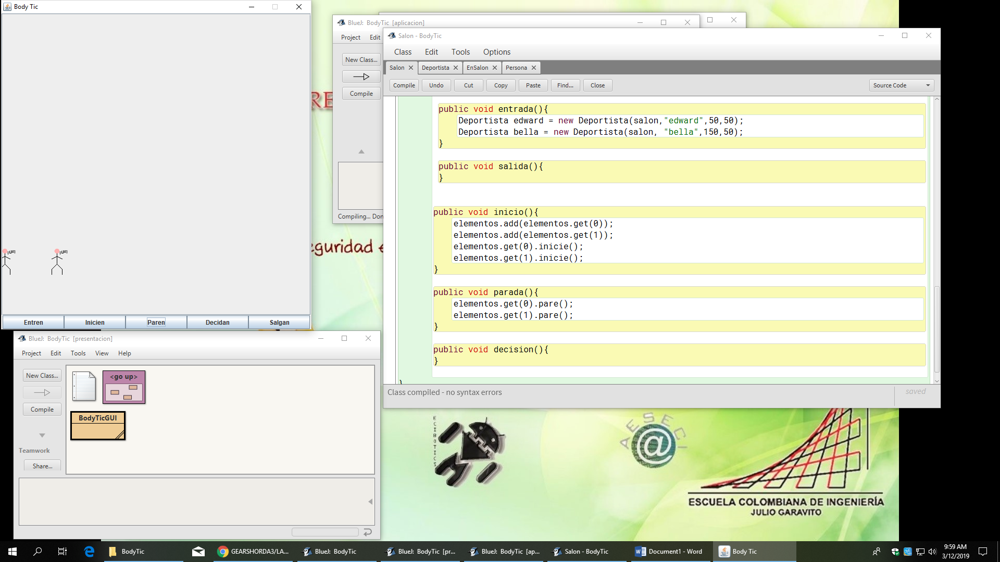 Body Tic
Entren
Inicien
Paren
Decidan
Salgan
BlueJ: BodyTic [aplicacion]
Project
Edit
New Class...
Compile
Compiling... Don
RE
eguridad e
Salon - BodyTic
Class
Edit
Tools
Options
Salon
Deportista
EnSalon
Persona
Compile
Undo
Cut
Copy
Paste
Find...
Close
Source Code
public void entrada(){
Deportista edward = new Deportista(salon,"edward",50,50);
Deportista bella = new Deportista(salon, "bella",150,50);
}
public void salida(){
}
public void inicio(){
elementos.add(elementos.get(0));
elementos.add(elementos.get(1));
elementos.get(0).inicie();
elementos.get(1).inicie();
}
public void parada(){
elementos.get(0).pare();
elementos.get(1).pare();
}
public void decision(){
}
}
Class compiled - no syntax errors
saved
BlueJ: BodyTic [presentacion]
Project
Edit
Tools
View
Help
New Class...
Compile
Teamwork
Share...
<go up>
BodyTicGUI
ECIBOTICS
AESECI
@
ESCUELA COLOMBIANA DE INGENIERÍA
JULIO GARAVITO
BodyTic
GEARSHORDA3/LA...
BlueJ: BodyTic
BlueJ: BodyTic [pr...
BlueJ: BodyTic [ap...
Salon - BodyTic
Document1 - Word
Body Tic
9:59 AM
3/12/2019